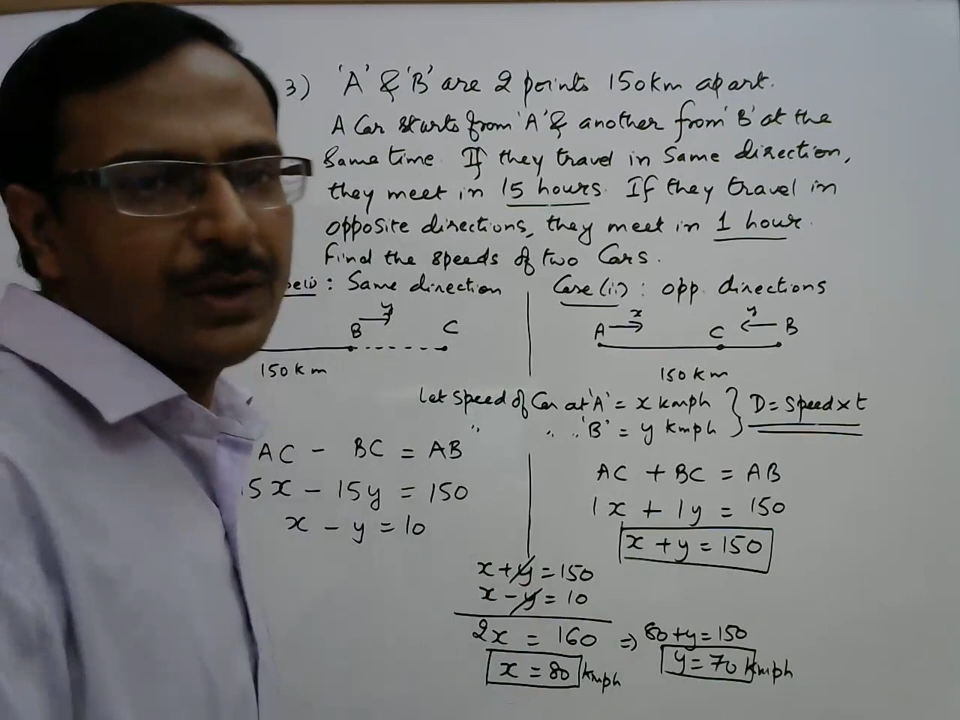 3) 'A' & 'B' are 2 points 150km apart.
A Car starts from 'A' & another from 'B' at the
Same time. If they travel in Same direction,
they meet in 15 hours. If they travel in
opposite directions, they meet in 1 hour.
Find the speeds of two Cars.
: Same direction
Case(ii) : opp. directions
B y C
150 km
A x C y B
150 km
Let Speed of Car at 'A' = x kmph } D = Speed × t
" " " 'B' = y kmph
AC - BC = AB
5x - 15y = 150
x - y = 10
AC + BC = AB
1x + 1y = 150
x + y = 150
x + y = 150
x - y = 10
2x = 160 ⇒ 80 + y = 150
x = 80 kmph
y = 70 kmph